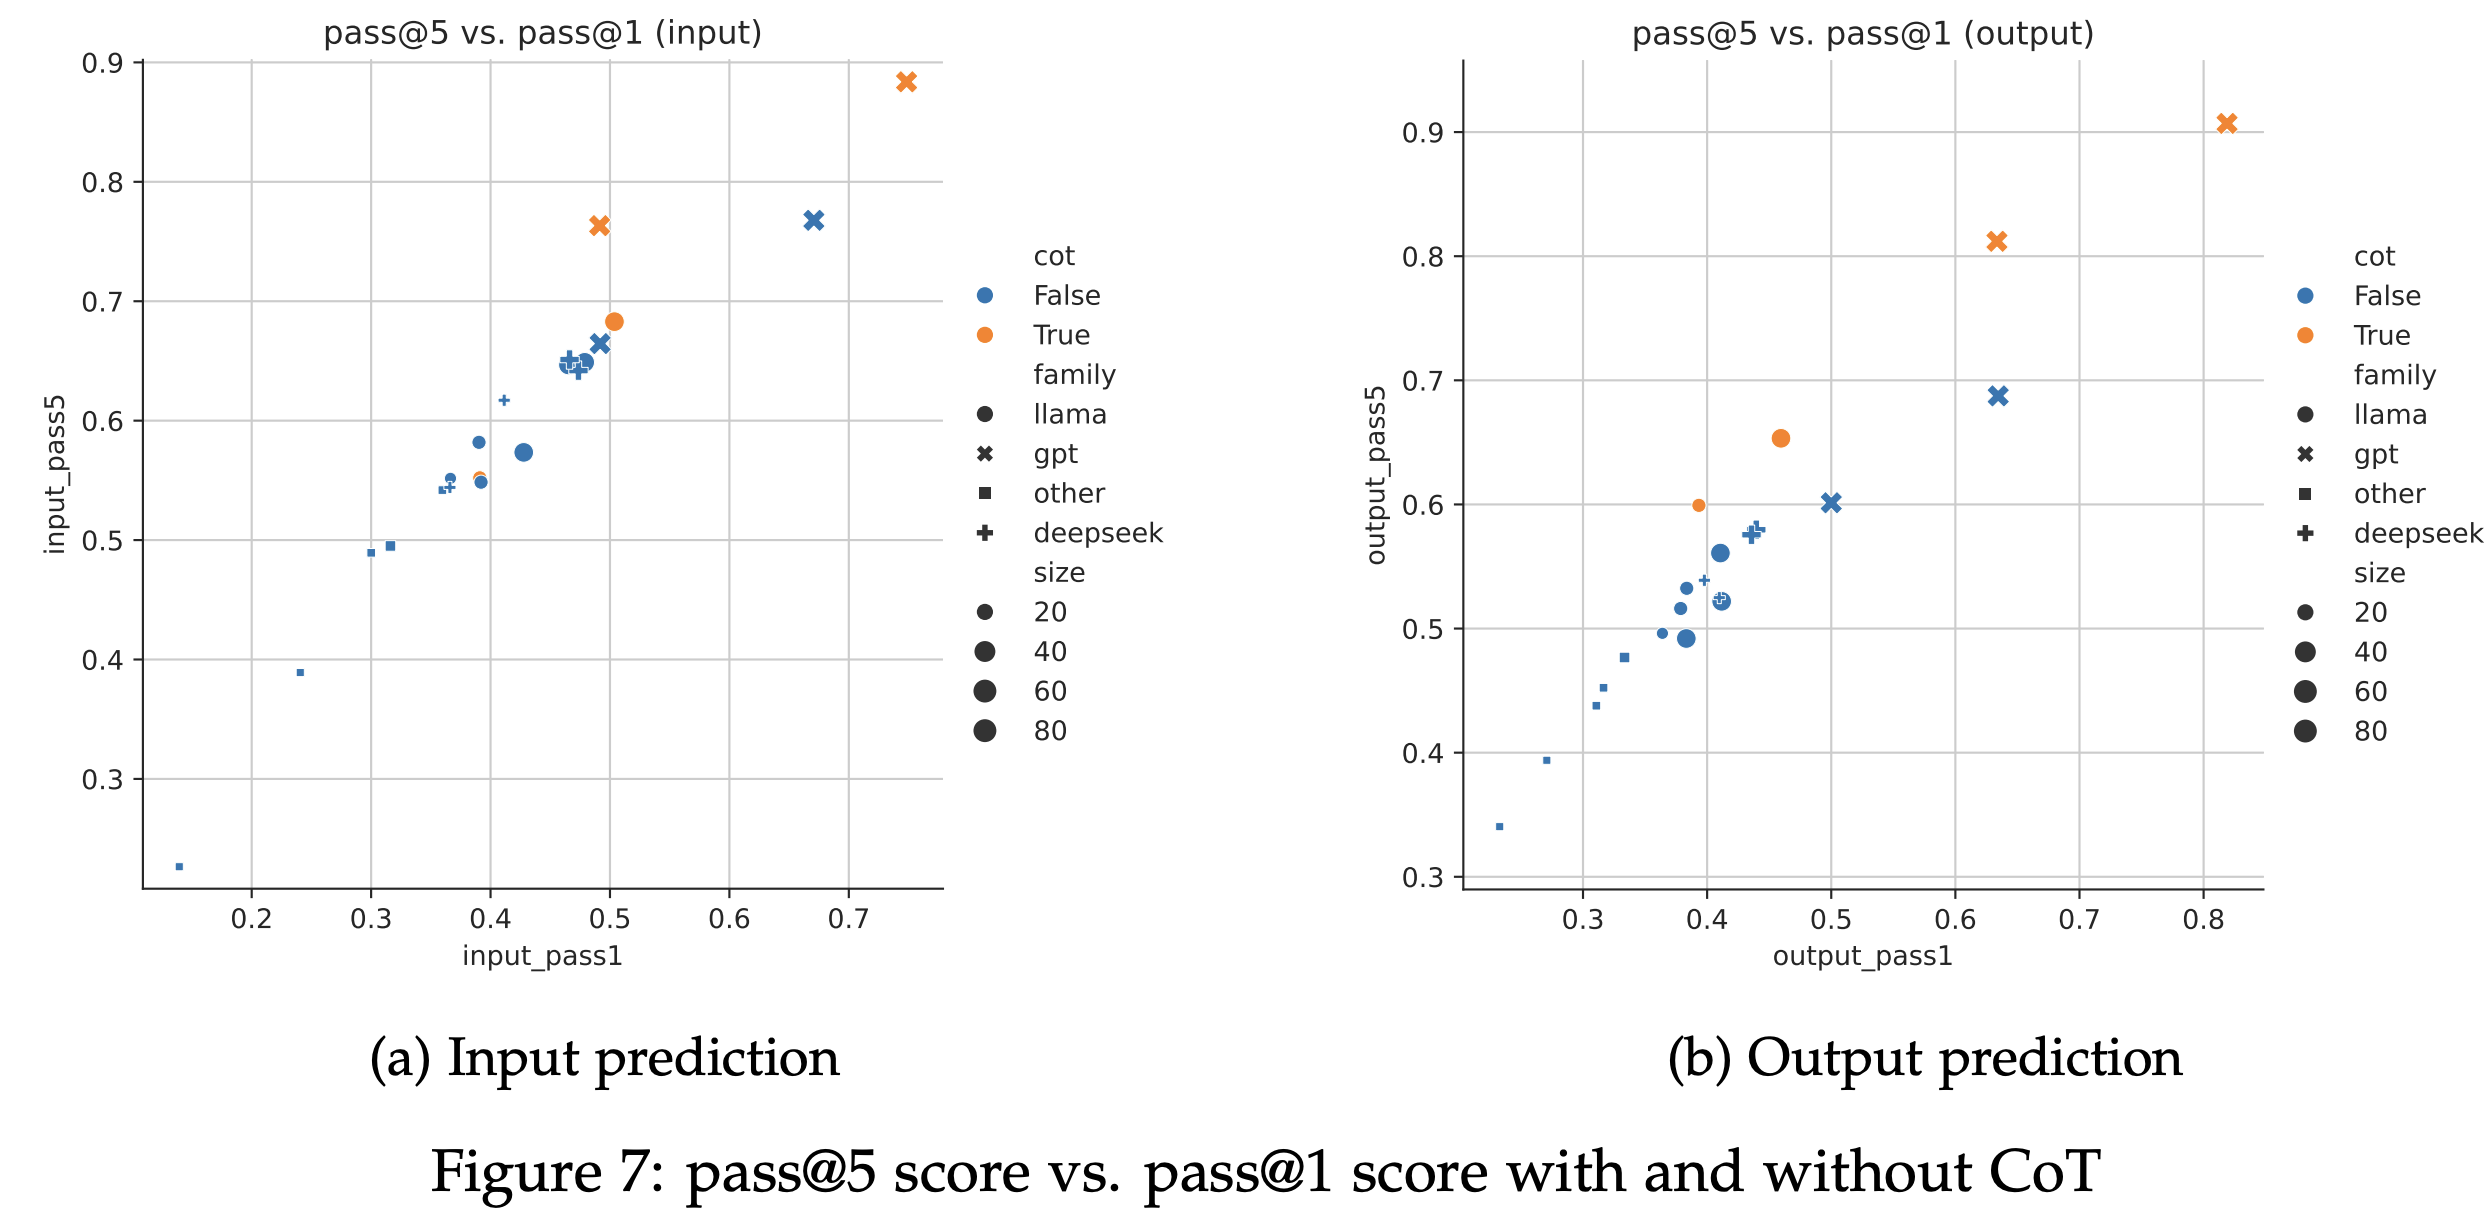 pass@5 vs. pass@1 (input)
0.9
0.8
0.7
0.6
0.5
0.4
0.3
input_pass5
0.2 0.3 0.4 0.5 0.6 0.7
input_pass1
cot
False
True
family
llama
gpt
other
deepseek
size
20
40
60
80
(a) Input prediction
pass@5 vs. pass@1 (output)
0.9
0.8
0.7
0.6
0.5
0.4
0.3
output_pass5
0.3 0.4 0.5 0.6 0.7 0.8
output_pass1
cot
False
True
family
llama
gpt
other
deepseek
size
20
40
60
80
(b) Output prediction
Figure 7: pass@5 score vs. pass@1 score with and without CoT